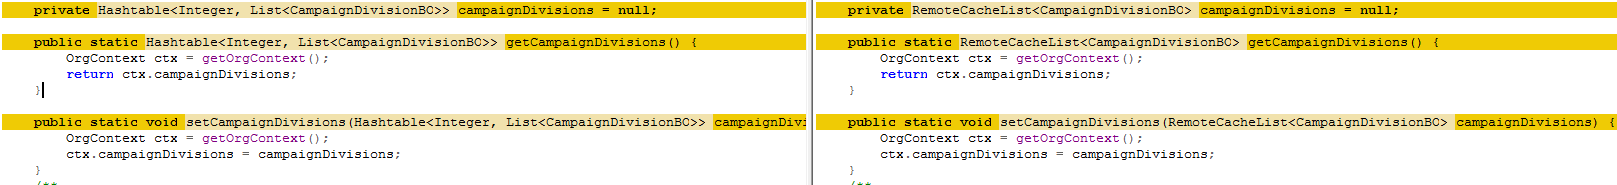 private Hashtable<Integer, List<CampaignDivisionBO>> campaignDivisions = null;
public static Hashtable<Integer, List<CampaignDivisionBO>> getCampaignDivisions() {
OrgContext ctx = getOrgContext();
return ctx.campaignDivisions;
}
public static void setCampaignDivisions(Hashtable<Integer, List<CampaignDivisionBO>> campaignDivi
OrgContext ctx = getOrgContext();
ctx.campaignDivisions = campaignDivisions;
}
/**
private RemoteCacheList<CampaignDivisionBO> campaignDivisions = null;
public static RemoteCacheList<CampaignDivisionBO> getCampaignDivisions() {
OrgContext ctx = getOrgContext();
return ctx.campaignDivisions;
}
public static void setCampaignDivisions(RemoteCacheList<CampaignDivisionBO> campaignDivisions) {
OrgContext ctx = getOrgContext();
ctx.campaignDivisions = campaignDivisions;
}
/**